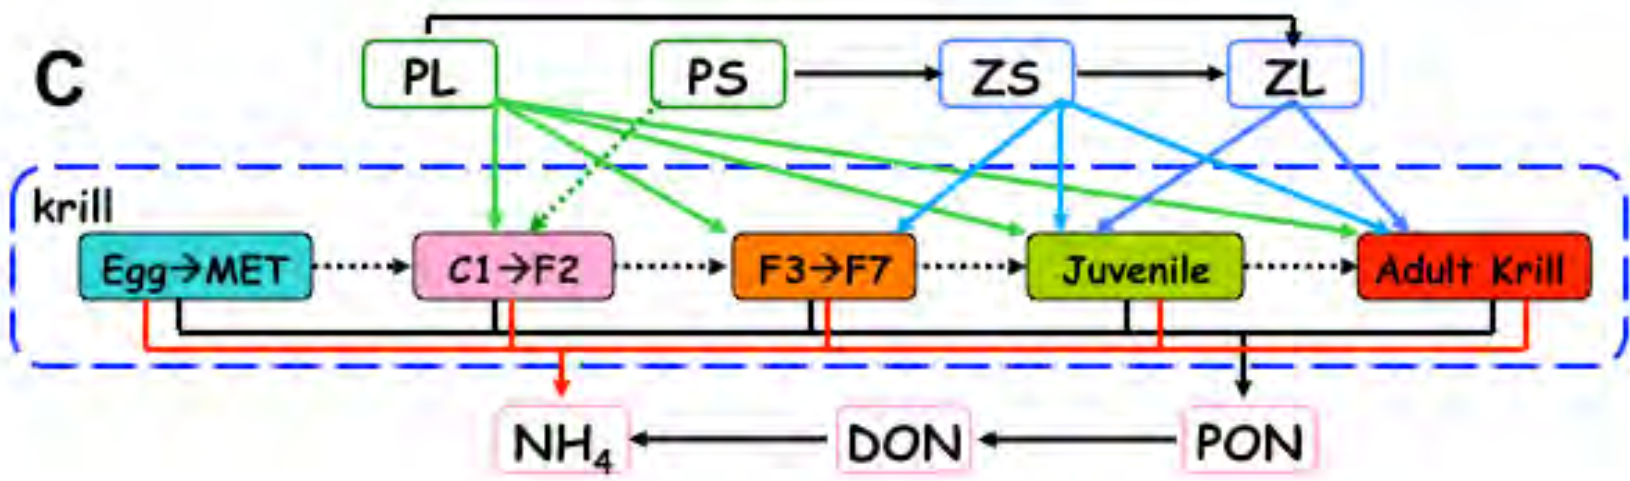 C
PL
PS
ZS
ZL
krill
Egg→MET
C1→F2
F3→F7
Juvenile
Adult Krill
NH₄
DON
PON